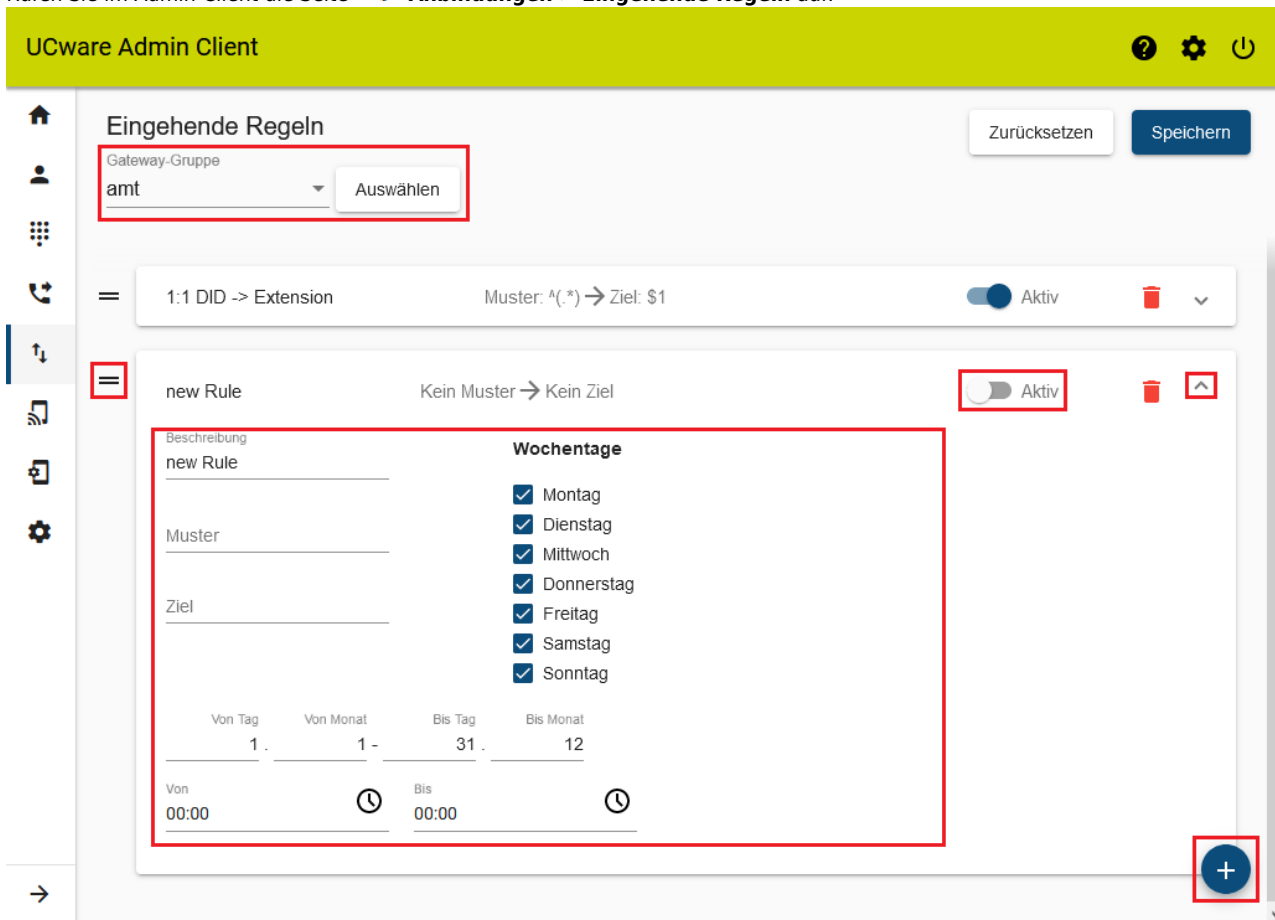 UCware Admin Client
Eingehende Regeln
Zurücksetzen
Speichern
Gateway-Gruppe
amt
Auswählen
1:1 DID -> Extension
Muster: ^(.*) → Ziel: $1
Aktiv
new Rule
Kein Muster → Kein Ziel
Aktiv
Beschreibung
new Rule
Muster
Ziel
Wochentage
Montag
Dienstag
Mittwoch
Donnerstag
Freitag
Samstag
Sonntag
Von Tag Von Monat Bis Tag Bis Monat
1 . 1 - 31 . 12
Von
00:00
Bis
00:00